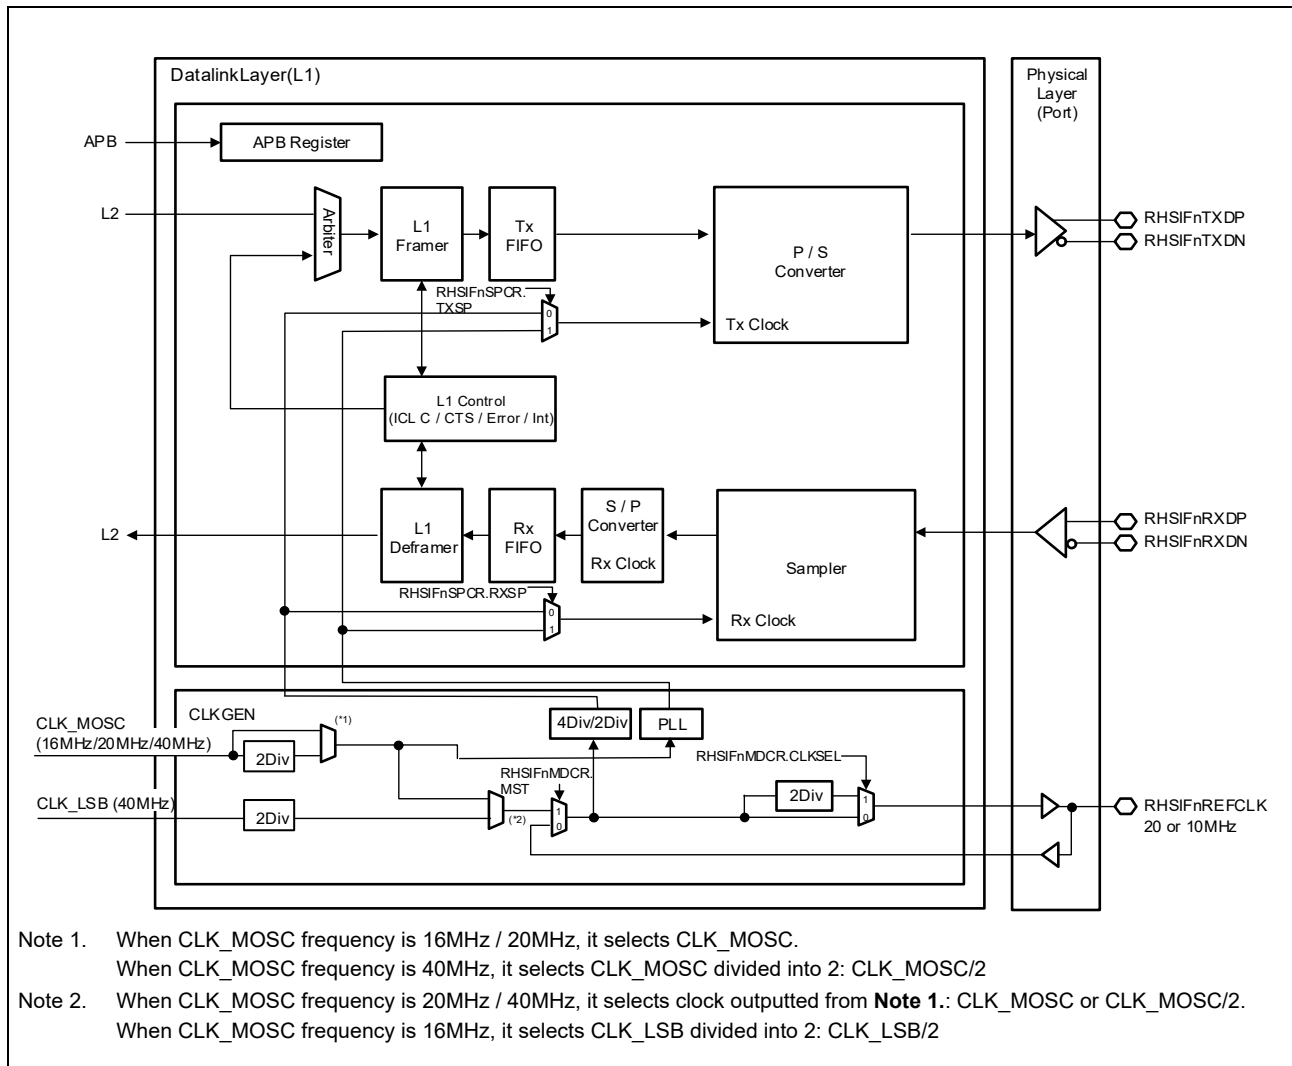 DatalinkLayer(L1)
Physical
Layer
(Port)
APB
APB Register
L2
Arbiter
L1
Framer
Tx
FIFO
P / S
Converter
Tx Clock
RHSIFnTXDP
RHSIFnTXDN
RHSIFnSPCR.
TXSP
0
1
L1 Control
(ICLC / CTS / Error / Int)
L2
L1
Deframer
Rx
FIFO
S / P
Converter
Rx Clock
Sampler
Rx Clock
RHSIFnRXDP
RHSIFnRXDN
RHSIFnSPCR.RXSP
0
1
CLKGEN
CLK_MOSC
(16MHz/20MHz/40MHz)
2Div
(*1)
4Div/2Div
PLL
RHSIFnMDCR.
MST
RHSIFnMDCR.CLKSEL
CLK_LSB (40MHz)
2Div
(*2)
1
0
2Div
1
0
RHSIFnREFCLK
20 or 10MHz
Note 1. When CLK_MOSC frequency is 16MHz / 20MHz, it selects CLK_MOSC.
When CLK_MOSC frequency is 40MHz, it selects CLK_MOSC divided into 2: CLK_MOSC/2
Note 2. When CLK_MOSC frequency is 20MHz / 40MHz, it selects clock outputted from Note 1.: CLK_MOSC or CLK_MOSC/2.
When CLK_MOSC frequency is 16MHz, it selects CLK_LSB divided into 2: CLK_LSB/2